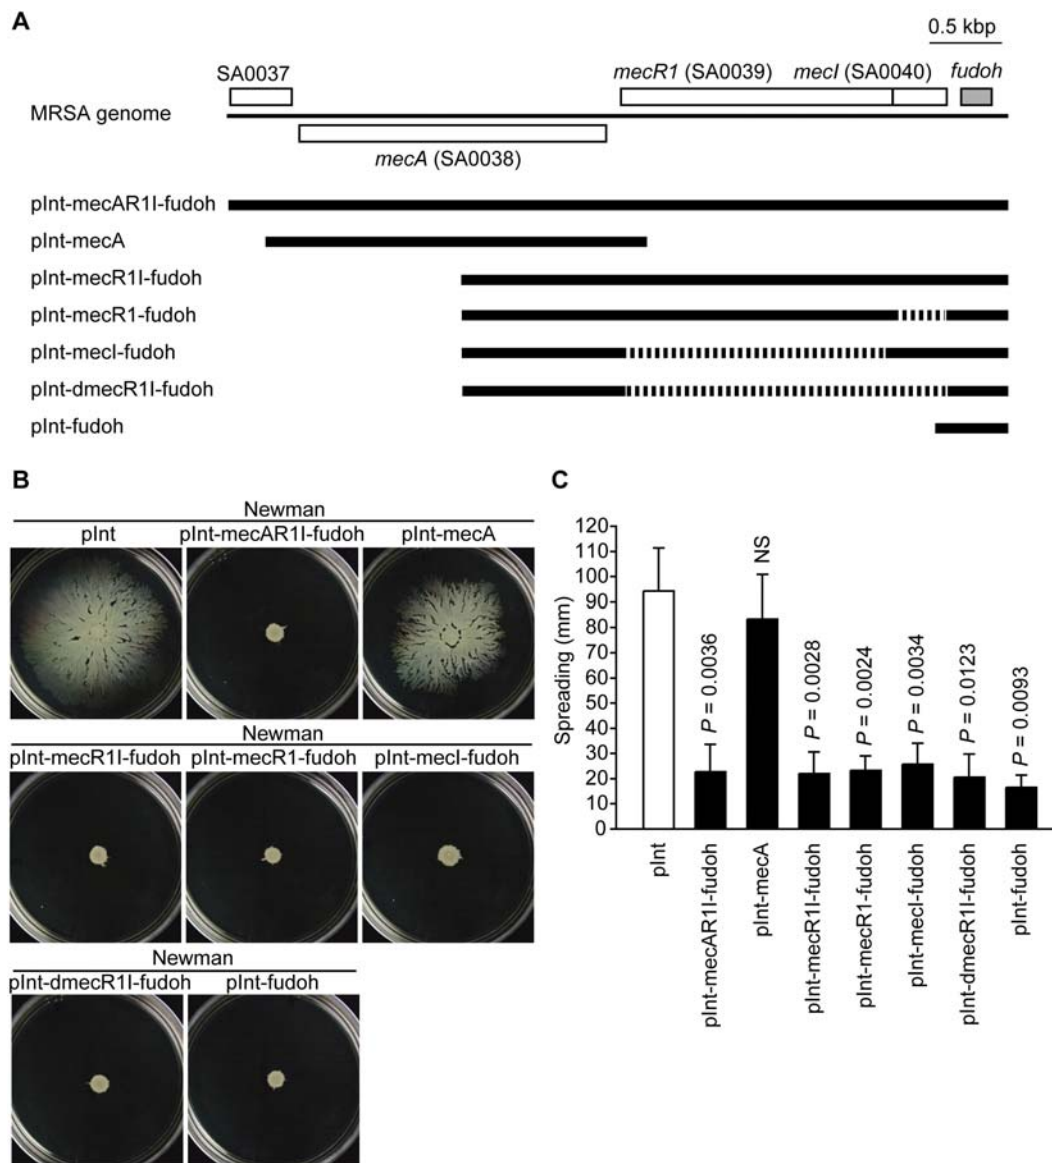 A
0.5 kbp
SA0037
mecR1 (SA0039)
mecI (SA0040)
fudoh
MRSA genome
mecA (SA0038)
pInt-mecAR1I-fudoh
pInt-mecA
pInt-mecR1I-fudoh
pInt-mecR1-fudoh
pInt-mecI-fudoh
pInt-dmecR1I-fudoh
pInt-fudoh
B
Newman
pInt
pInt-mecAR1I-fudoh
pInt-mecA
Newman
pInt-mecR1I-fudoh
pInt-mecR1-fudoh
pInt-mecI-fudoh
Newman
pInt-dmecR1I-fudoh
pInt-fudoh
C
Spreading (mm)
120
110
100
90
80
70
60
50
40
30
20
10
0
P = 0.0036
NS
P = 0.0028
P = 0.0024
P = 0.0034
P = 0.0123
P = 0.0093
pInt
pInt-mecAR1I-fudoh
pInt-mecA
pInt-mecR1I-fudoh
pInt-mecR1-fudoh
pInt-mecI-fudoh
pInt-dmecR1I-fudoh
pInt-fudoh